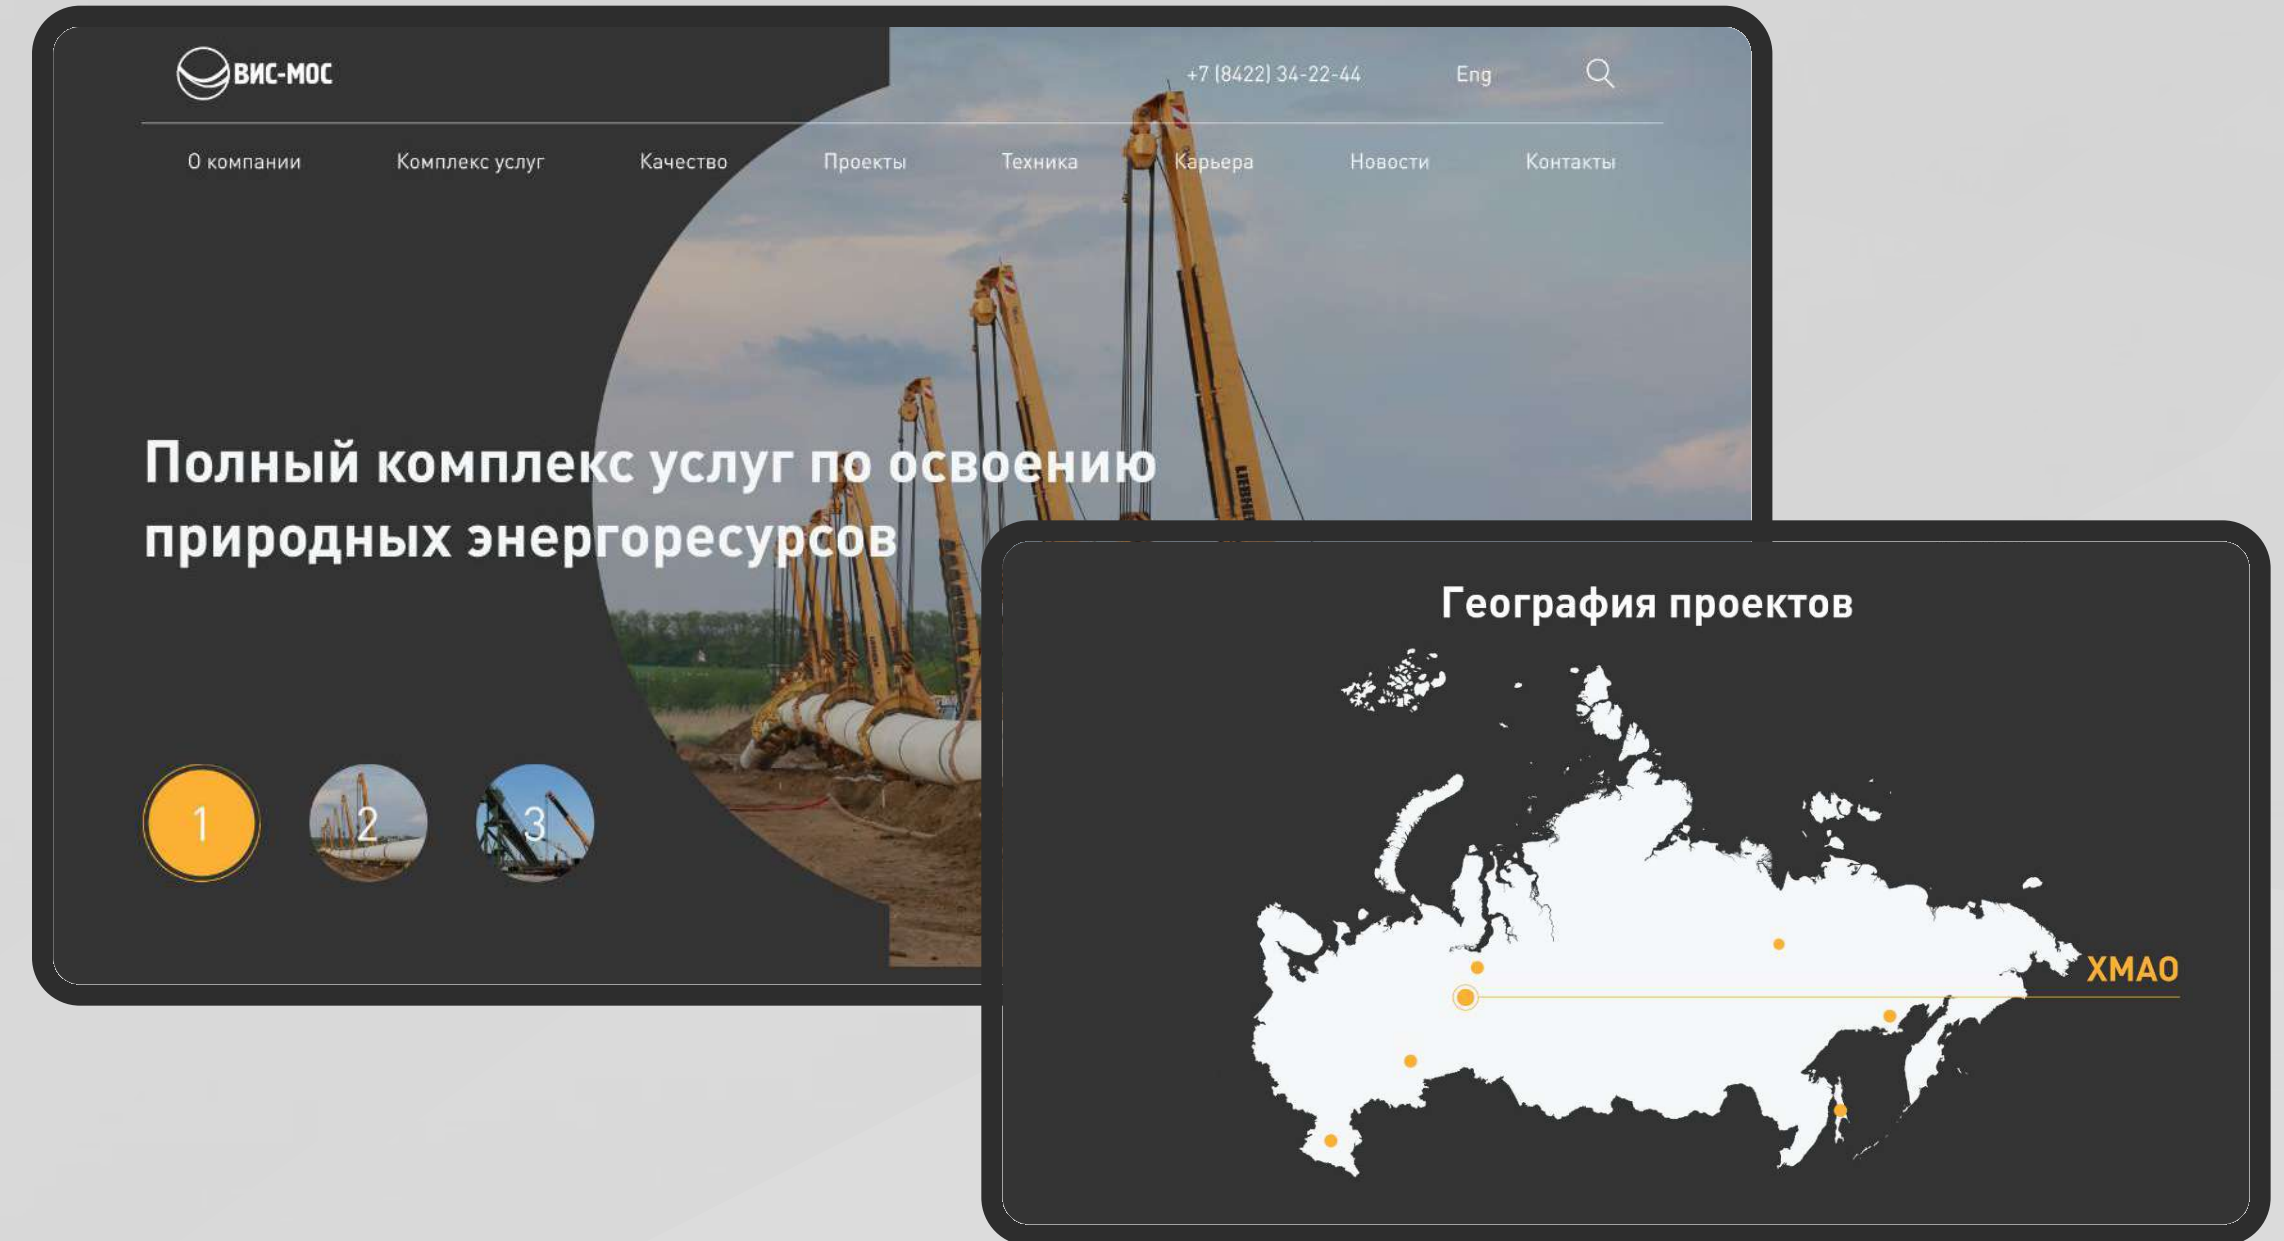 ВИС-МОС
+7 (8422) 34-22-44
Eng
О компании
Комплекс услуг
Качество
Проекты
Техника
Карьера
Новости
Контакты
Полный комплекс услуг по освоению
природных энергоресурсов
1
2
3
География проектов
ХМАО